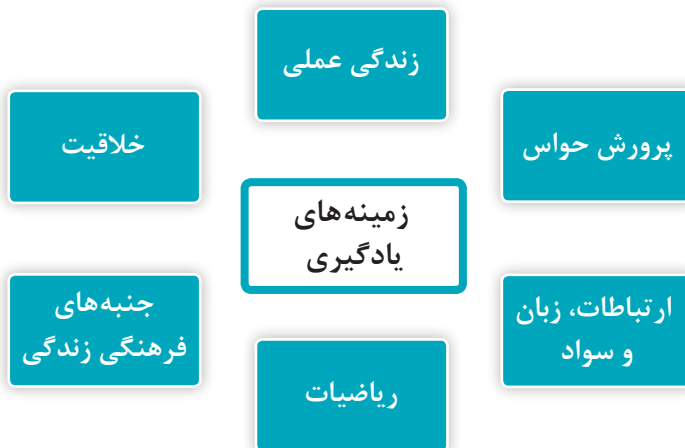 زندگی عملی
پرورش حواس
خلاقیت
زمینه‌های
یادگیری
ارتباطات، زبان
و سواد
جنبه‌های
فرهنگی زندگی
ریاضیات